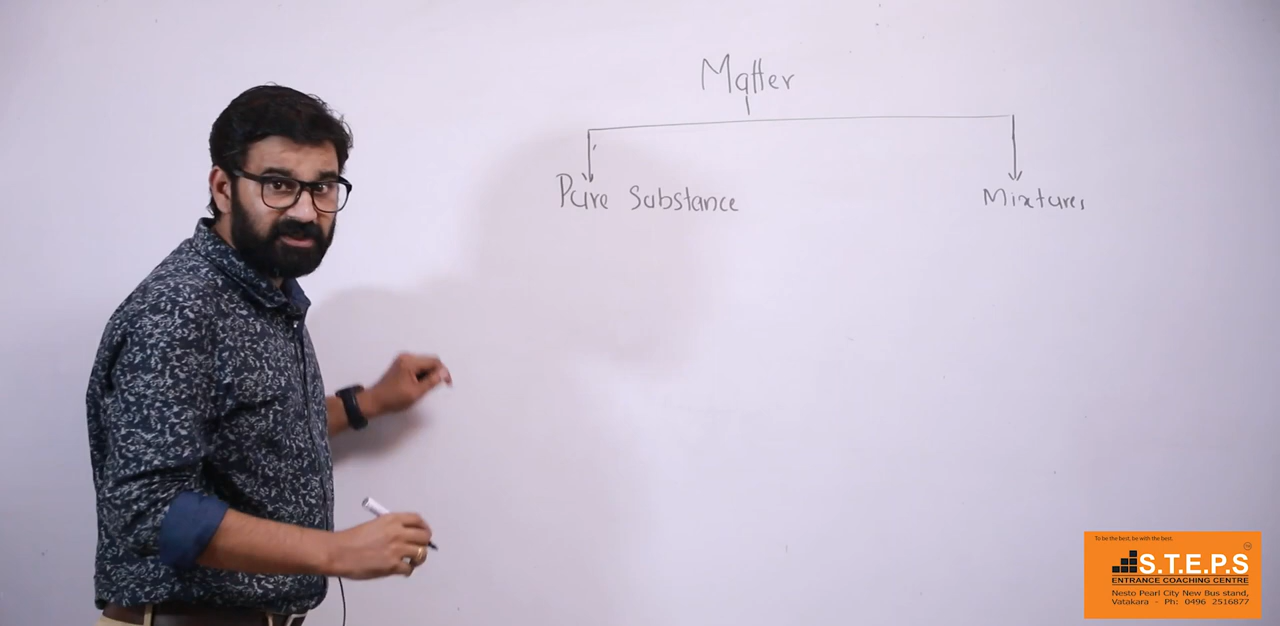 Matter
Pure Substance
Mixtures
To be the best, be with the best.
S.T.E.P.S
ENTRANCE COACHING CENTRE
Nesto Pearl City New Bus stand,
Vatakara - Ph: 0496 2516877